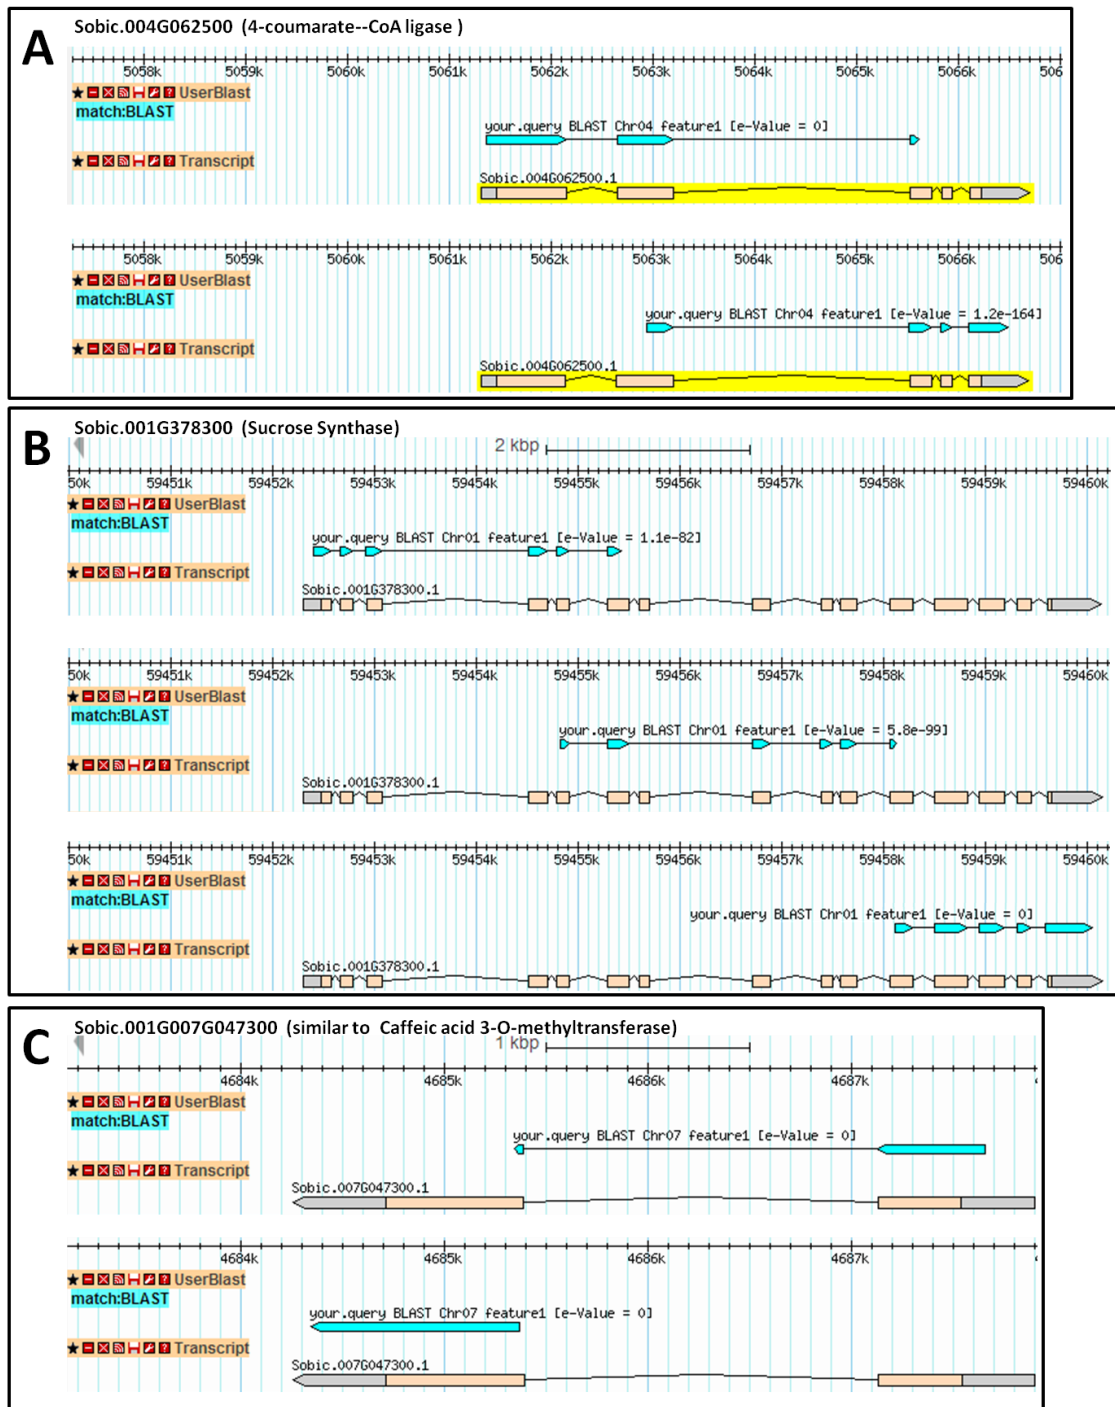 A
Sobic.004G062500 (4-coumarate--CoA ligase )
5058k 5059k 5060k 5061k 5062k 5063k 5064k 5065k 5066k 506
UserBlast
match:BLAST
your.query BLAST Chr04 feature1 [e-Value = 0]
Transcript
Sobic.004G062500.1
5058k 5059k 5060k 5061k 5062k 5063k 5064k 5065k 5066k 506
UserBlast
match:BLAST
your.query BLAST Chr04 feature1 [e-Value = 1.2e-164]
Transcript
Sobic.004G062500.1
B
Sobic.001G378300 (Sucrose Synthase)
2 kbp
50k 59451k 59452k 59453k 59454k 59455k 59456k 59457k 59458k 59459k 59460k
UserBlast
match:BLAST
your.query BLAST Chr01 feature1 [e-Value = 1.1e-82]
Transcript
Sobic.001G378300.1
50k 59451k 59452k 59453k 59454k 59455k 59456k 59457k 59458k 59459k 59460k
UserBlast
match:BLAST
your.query BLAST Chr01 feature1 [e-Value = 5.8e-99]
Transcript
Sobic.001G378300.1
50k 59451k 59452k 59453k 59454k 59455k 59456k 59457k 59458k 59459k 59460k
UserBlast
match:BLAST
your.query BLAST Chr01 feature1 [e-Value = 0]
Transcript
Sobic.001G378300.1
C
Sobic.001G007G047300 (similar to Caffeic acid 3-O-methyltransferase)
1 kbp
4684k 4685k 4686k 4687k
UserBlast
match:BLAST
your.query BLAST Chr07 feature1 [e-Value = 0]
Transcript
Sobic.007G047300.1
4684k 4685k 4686k 4687k
UserBlast
match:BLAST
your.query BLAST Chr07 feature1 [e-Value = 0]
Transcript
Sobic.007G047300.1